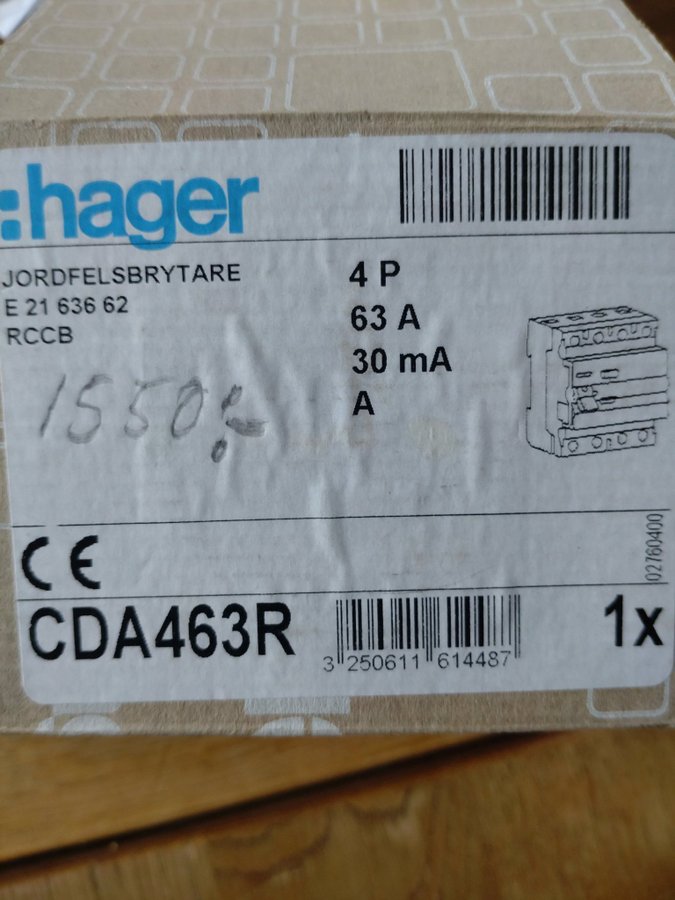 hager
JORDFELSBRYTARE
E 21 636 62
RCCB
4 P
63 A
30 mA
A
1550:-
02760400
CE
CDA463R
3 250611 614487
1x